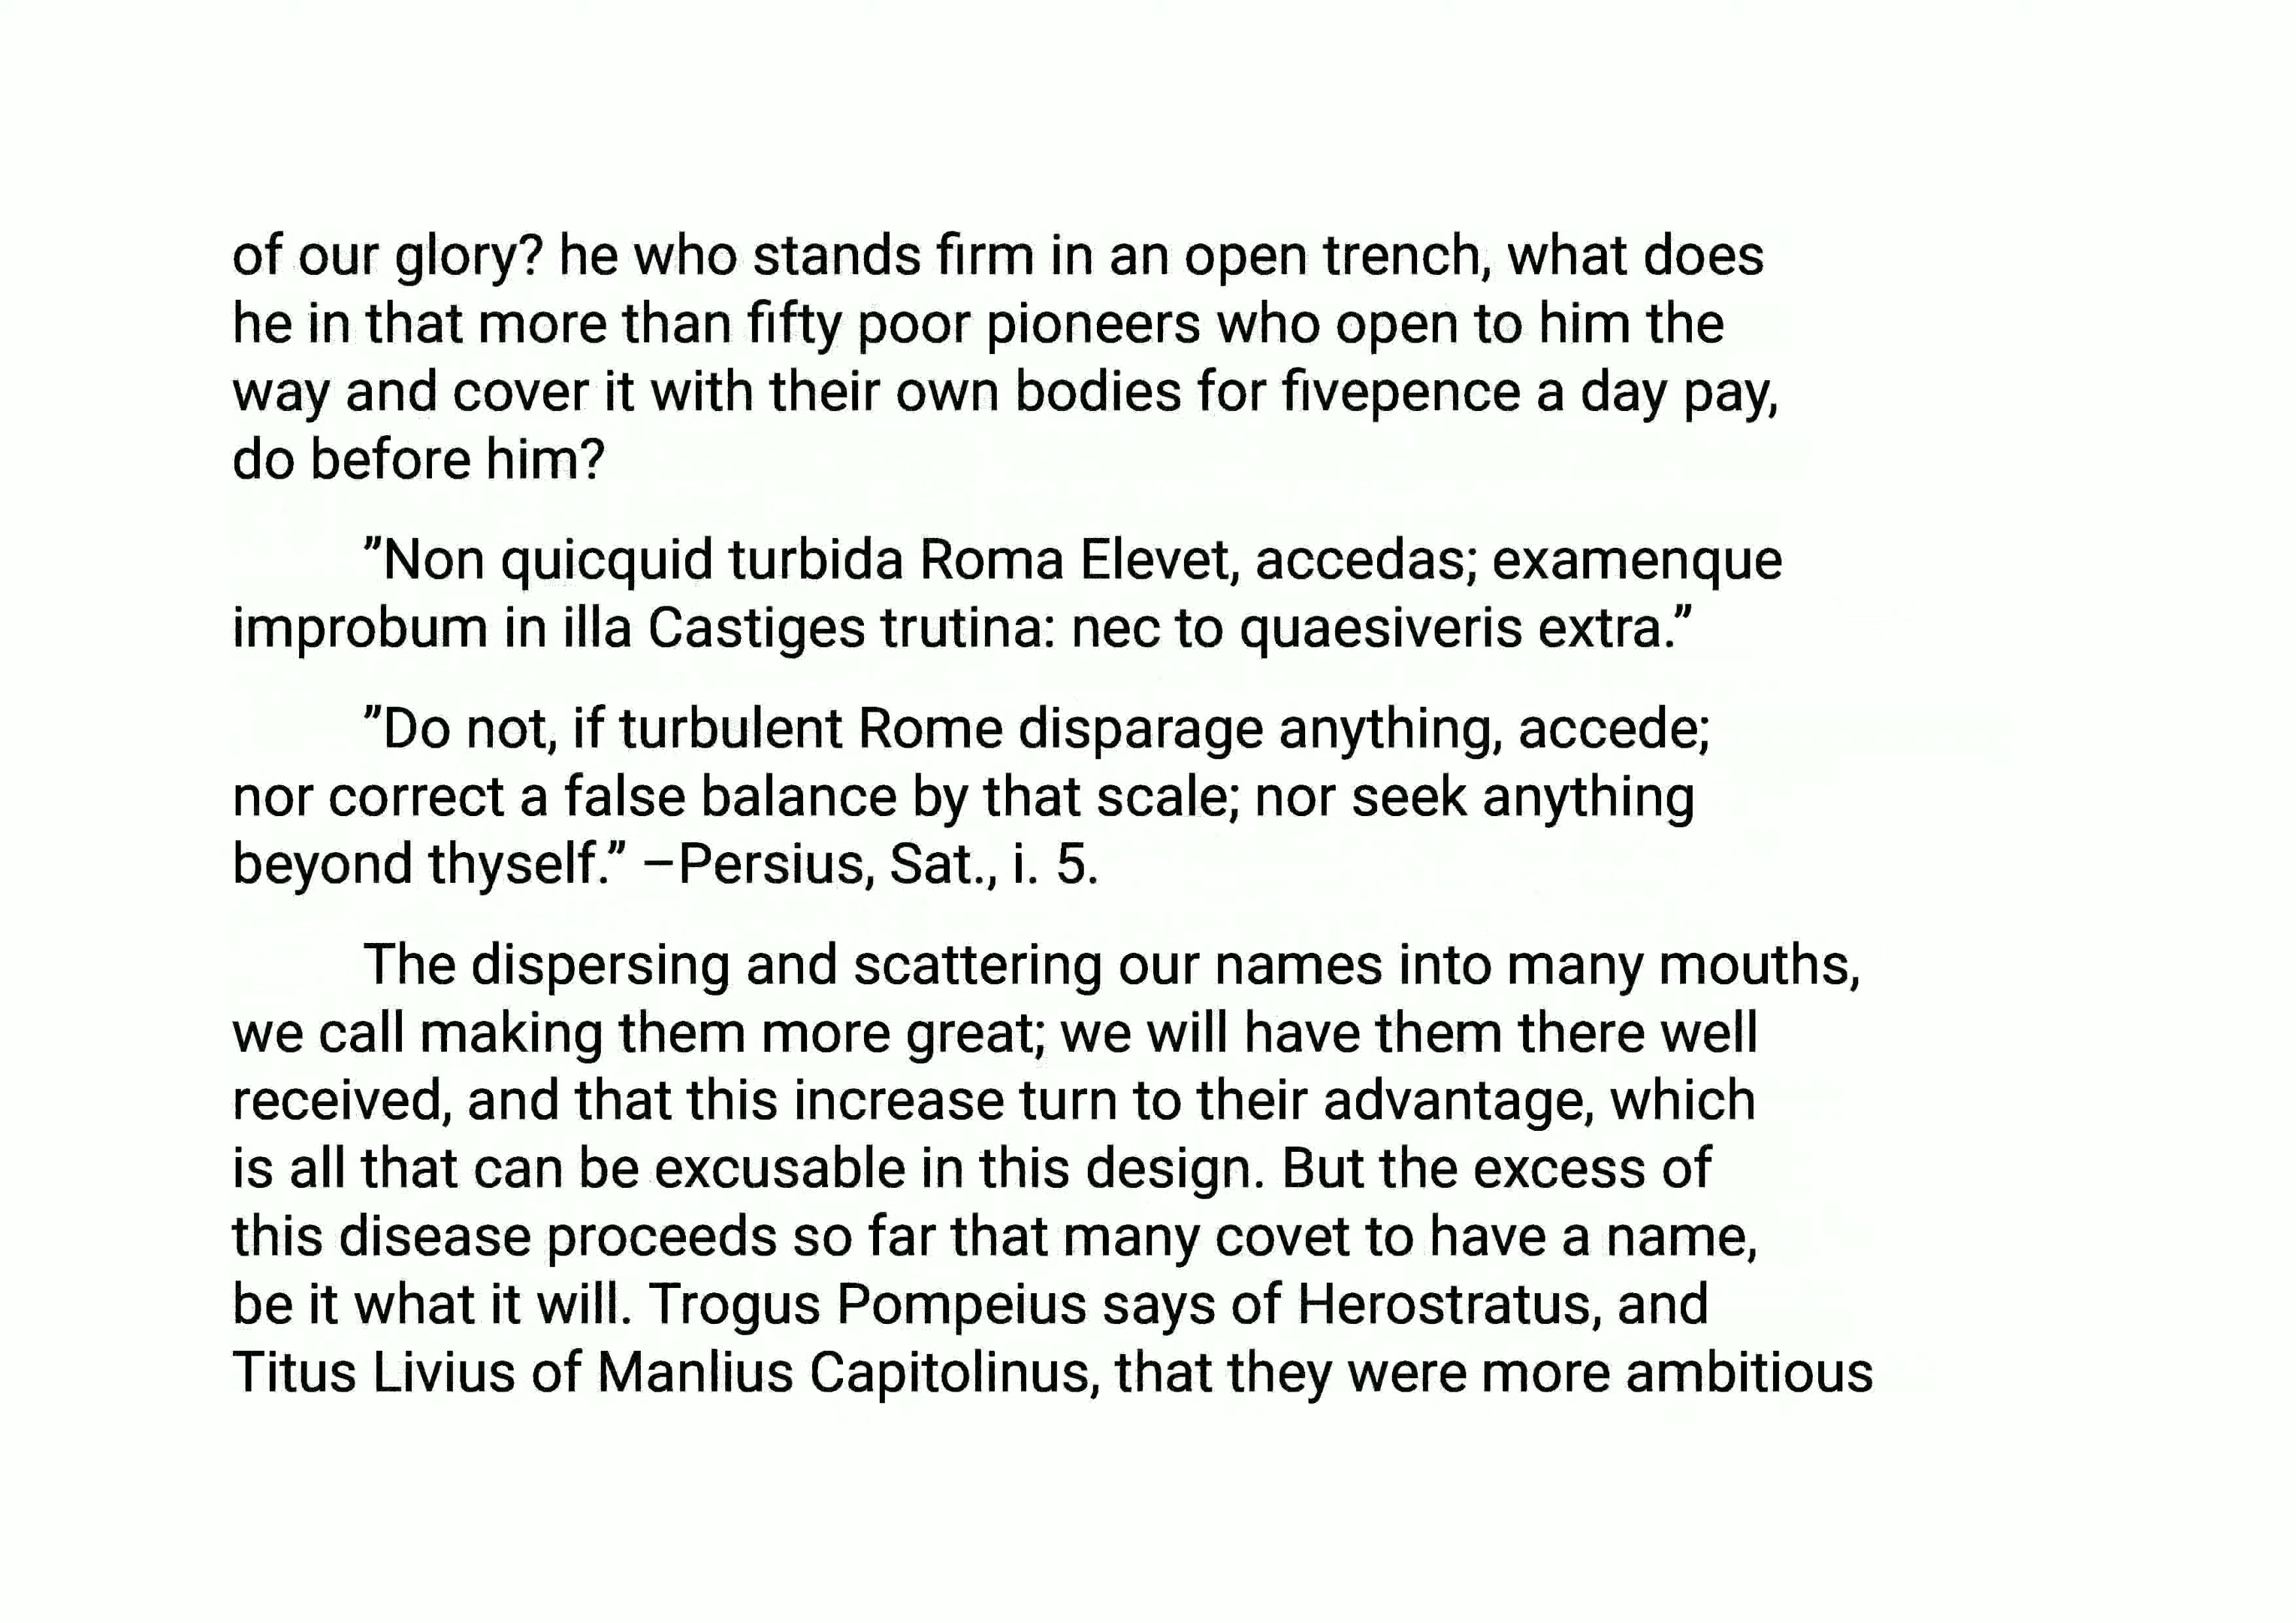 of our glory? he who stands firm in an open trench, what does
he in that more than fifty poor pioneers who open to him the
way and cover it with their own bodies for fivepence a day pay,
do before him?
”Non quicquid turbida Roma Elevet, accedas; examenque
improbum in illa Castiges trutina: nec to quaesiveris extra.”
”Do not, if turbulent Rome disparage anything, accede;
nor correct a false balance by that scale; nor seek anything
beyond thyself.” –Persius, Sat., i. 5.
The dispersing and scattering our names into many mouths,
we call making them more great; we will have them there well
received, and that this increase turn to their advantage, which
is all that can be excusable in this design. But the excess of
this disease proceeds so far that many covet to have a name,
be it what it will. Trogus Pompeius says of Herostratus, and
Titus Livius of Manlius Capitolinus, that they were more ambitious